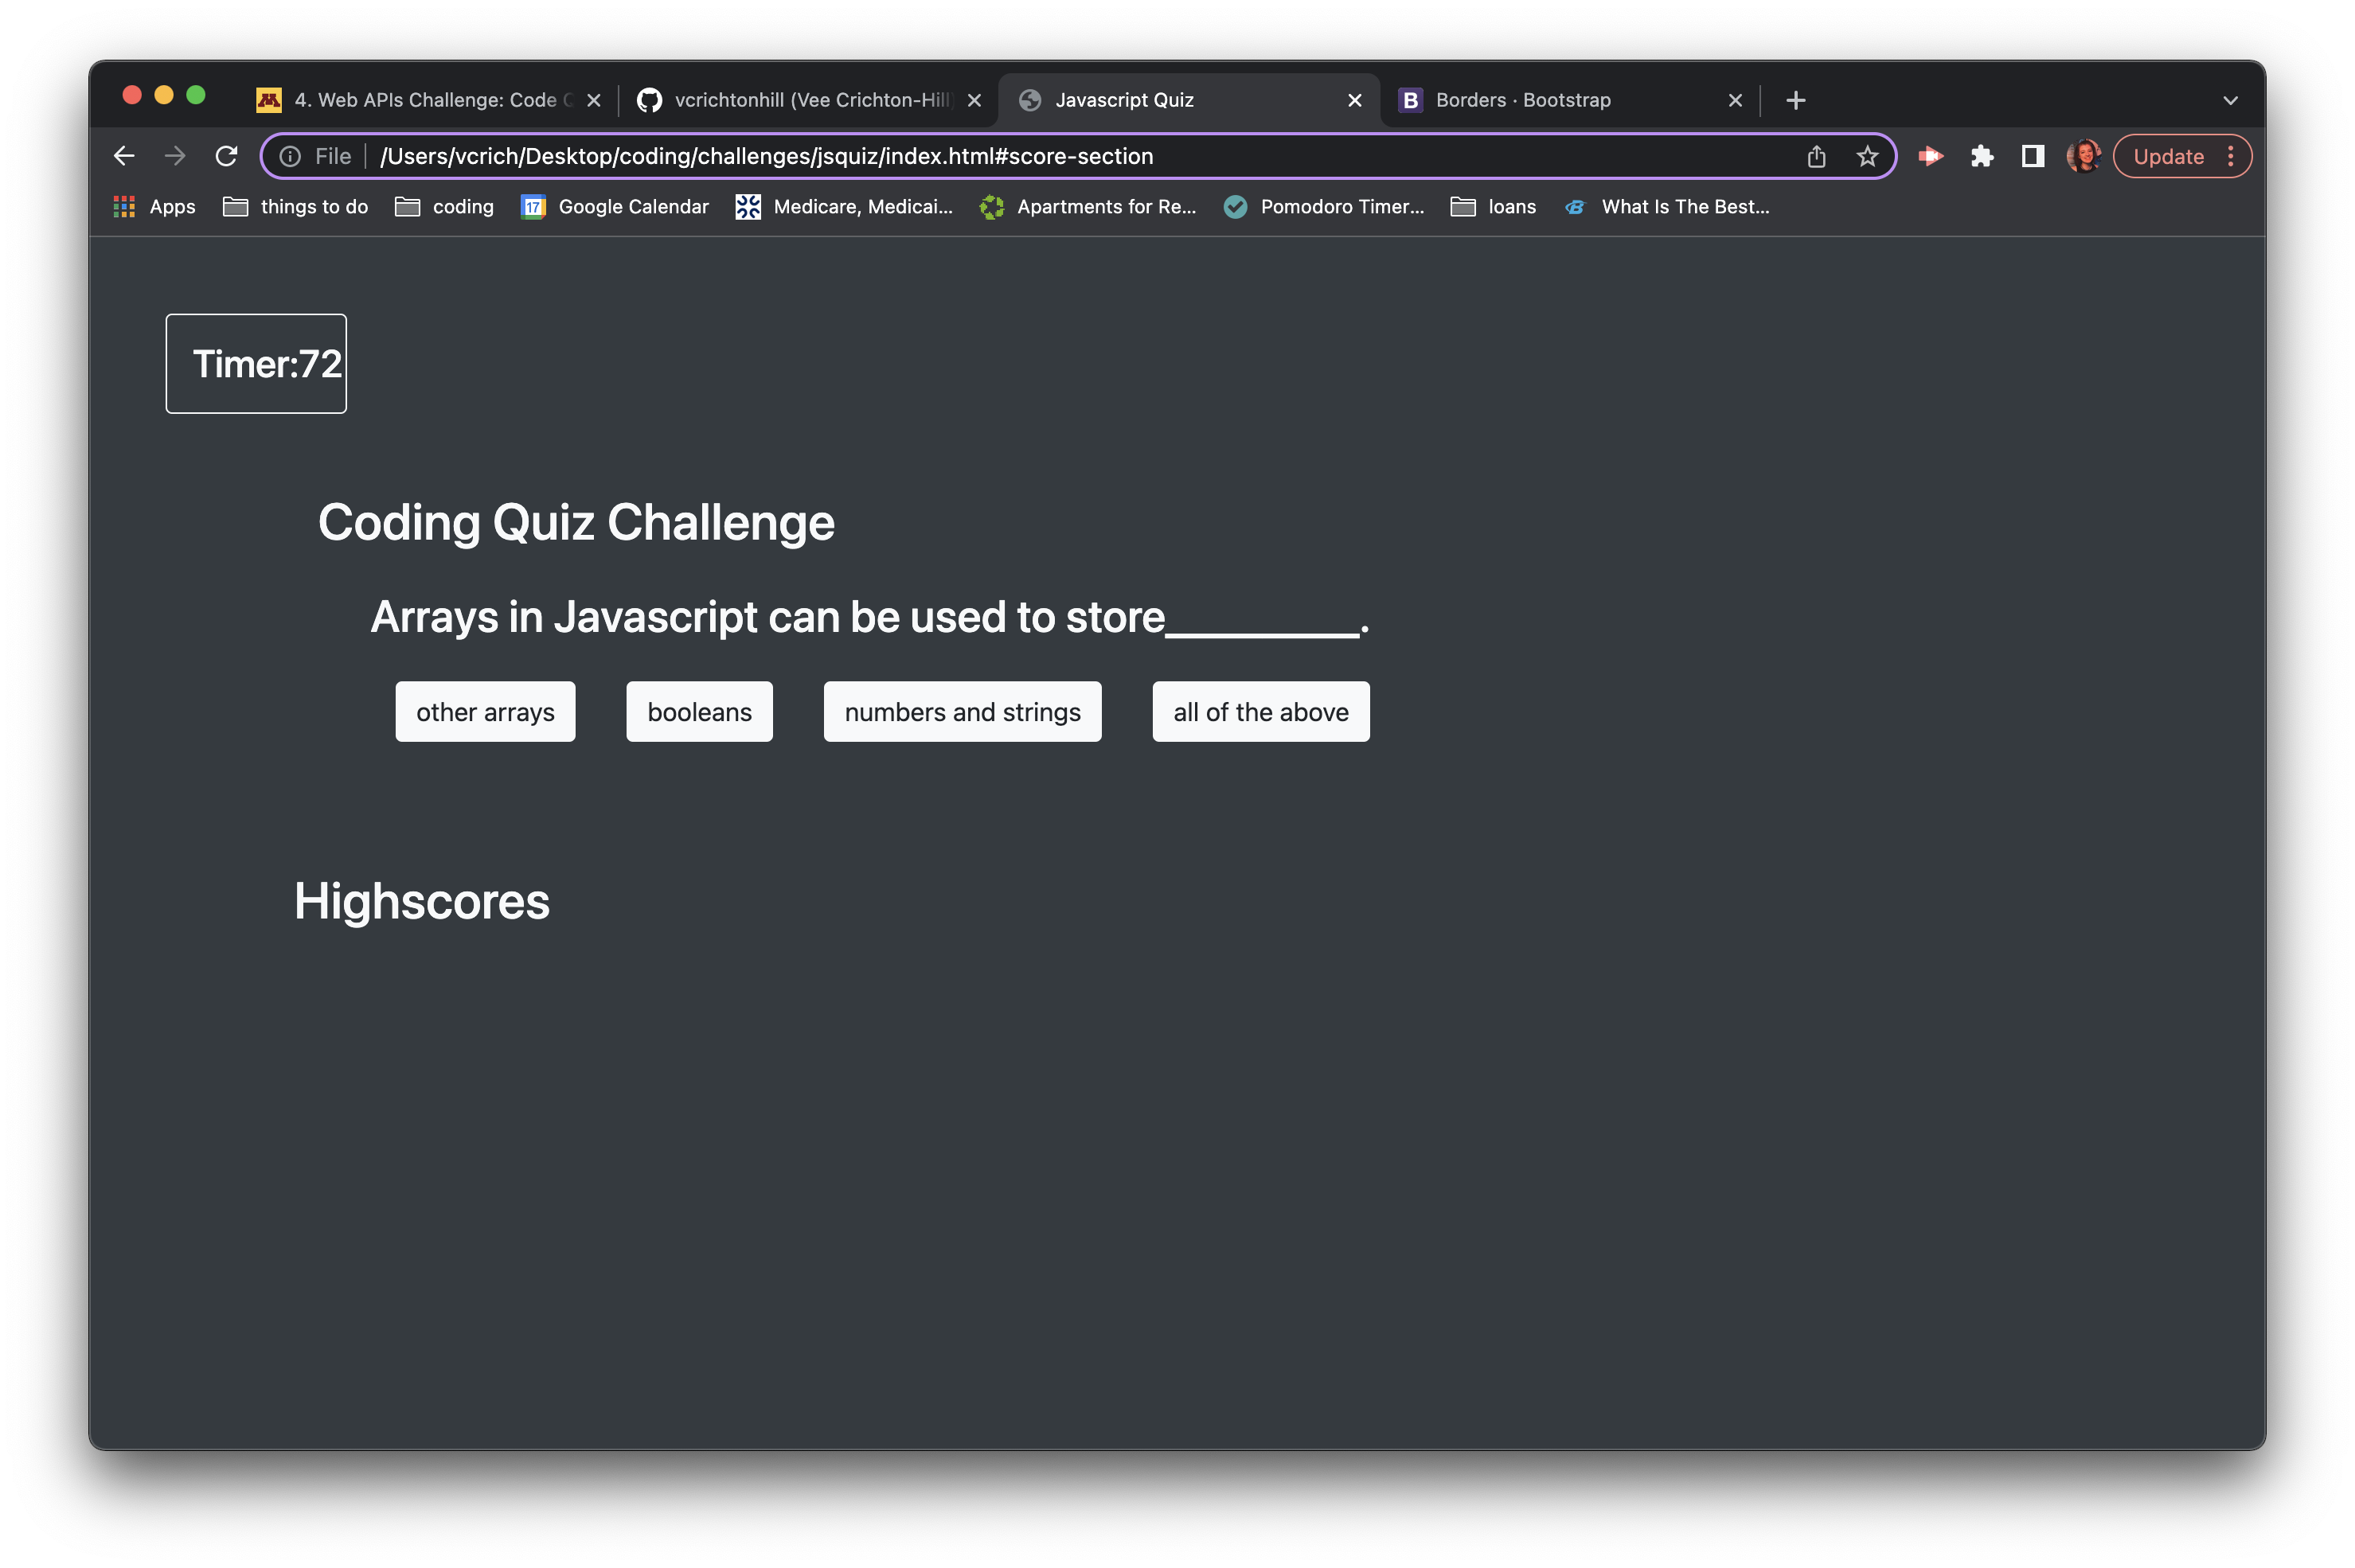 4. Web APIs Challenge: Code
vcrichtonhill (Vee Crichton-Hill)
Javascript Quiz
B Borders · Bootstrap
File /Users/vcrich/Desktop/coding/challenges/jsquiz/index.html#score-section
Update
Apps things to do coding 17 Google Calendar Medicare, Medicai... Apartments for Re... Pomodoro Timer... loans What Is The Best...
Timer:72
Coding Quiz Challenge
Arrays in Javascript can be used to store__________.
other arrays booleans numbers and strings all of the above
Highscores